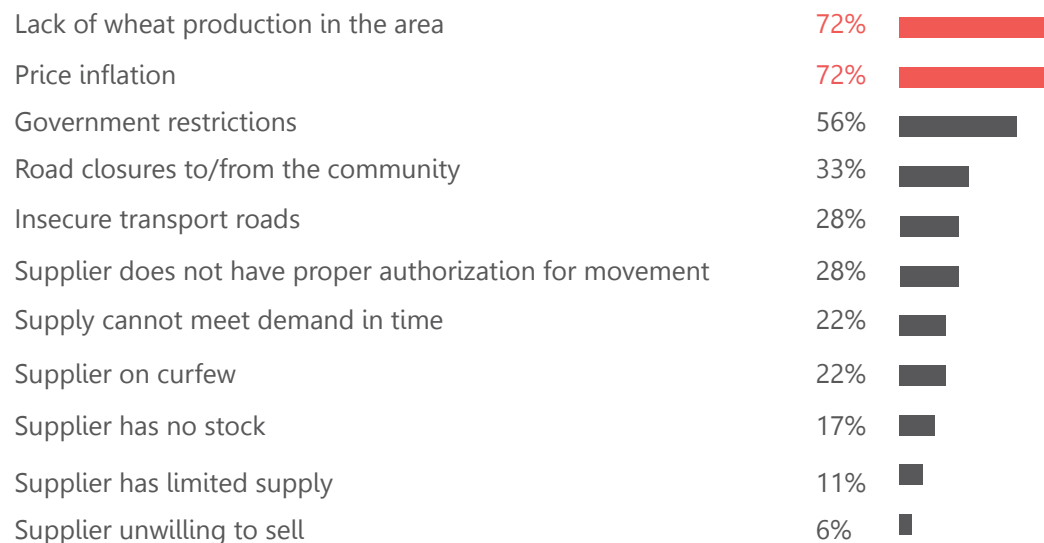 Lack of wheat production in the area 72%
Price inflation 72%
Government restrictions 56%
Road closures to/from the community 33%
Insecure transport roads 28%
Supplier does not have proper authorization for movement 28%
Supply cannot meet demand in time 22%
Supplier on curfew 22%
Supplier has no stock 17%
Supplier has limited supply 11%
Supplier unwilling to sell 6%